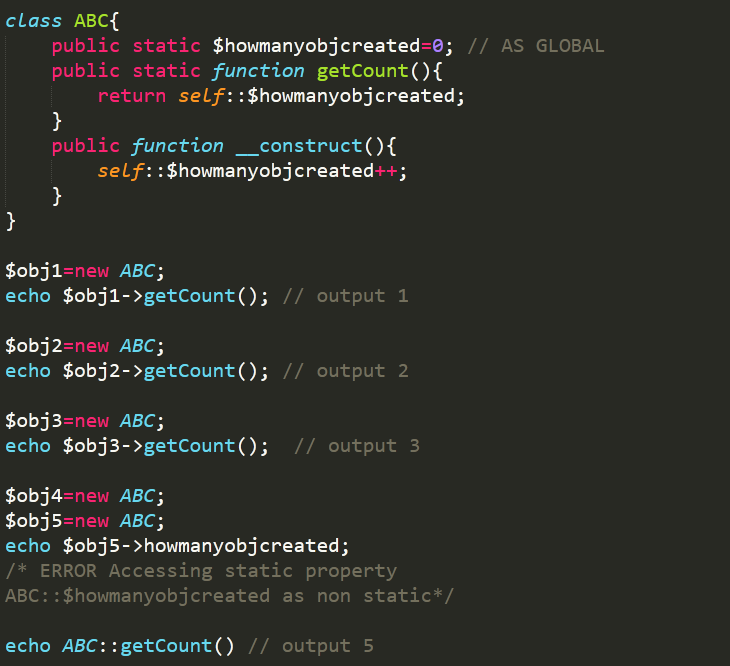 class ABC{
    public static $howmanyobjcreated=0; // AS GLOBAL
    public static function getCount(){
        return self::$howmanyobjcreated;
    }
    public function __construct(){
        self::$howmanyobjcreated++;
    }
}

$obj1=new ABC;
echo $obj1->getCount(); // output 1

$obj2=new ABC;
echo $obj2->getCount(); // output 2

$obj3=new ABC;
echo $obj3->getCount();  // output 3

$obj4=new ABC;
$obj5=new ABC;
echo $obj5->howmanyobjcreated;
/* ERROR Accessing static property
ABC::$howmanyobjcreated as non static*/

echo ABC::getCount() // output 5